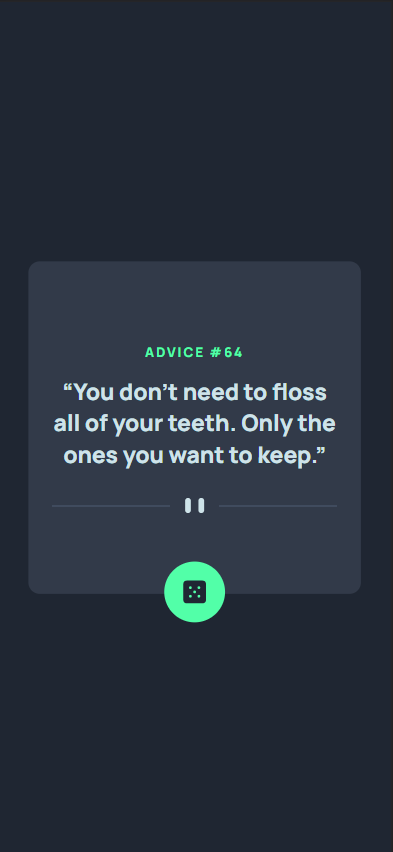 ADVICE #64
“You don’t need to floss
all of your teeth. Only the
ones you want to keep.”